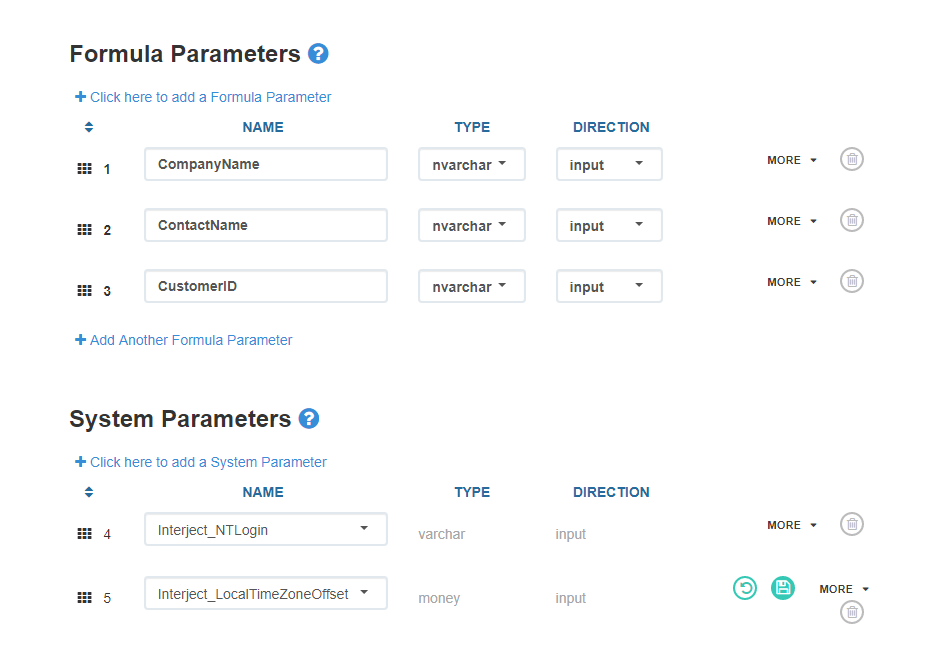 Formula Parameters ?
Click here to add a Formula Parameter
NAME TYPE DIRECTION
1 CompanyName nvarchar input MORE
2 ContactName nvarchar input MORE
3 CustomerID nvarchar input MORE
Add Another Formula Parameter
System Parameters ?
Click here to add a System Parameter
NAME TYPE DIRECTION
4 Interject_NTLogin varchar input MORE
5 Interject_LocalTimeZoneOffset money input MORE